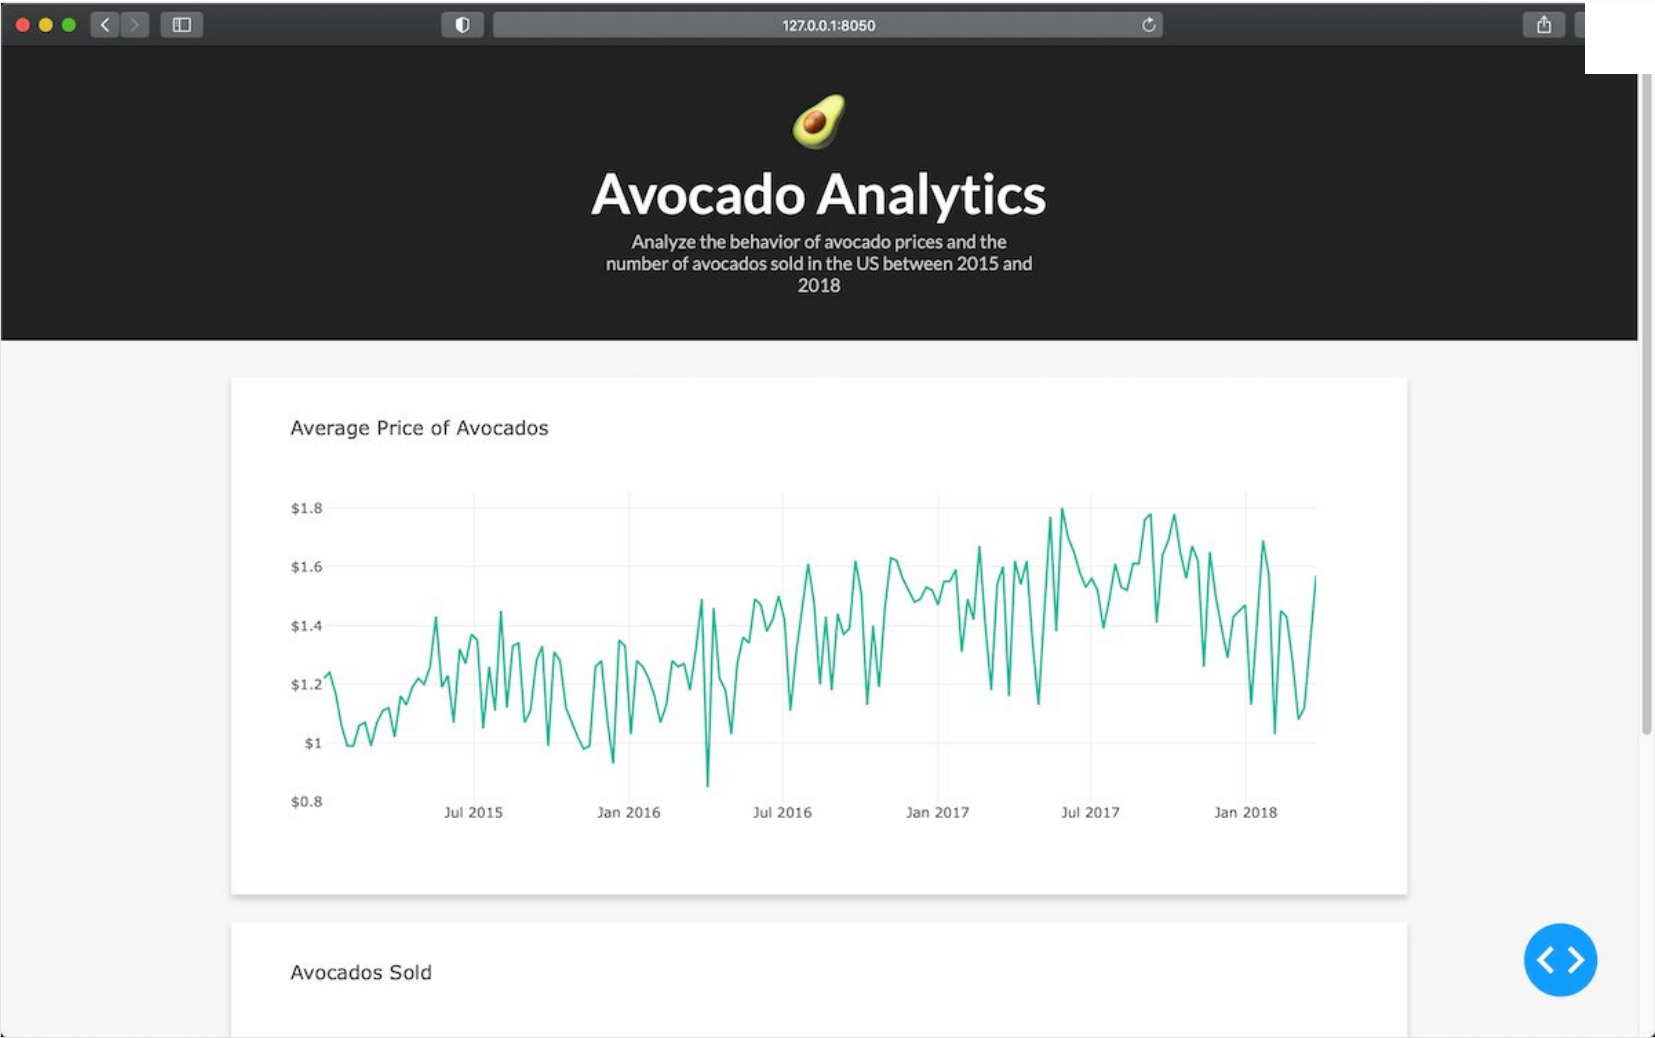 127.0.0.1:8050
Avocado Analytics
Analyze the behavior of avocado prices and the
number of avocados sold in the US between 2015 and
2018
Average Price of Avocados
$1.8
$1.6
$1.4
$1.2
$1
$0.8
Jul 2015
Jan 2016
Jul 2016
Jan 2017
Jul 2017
Jan 2018
Avocados Sold